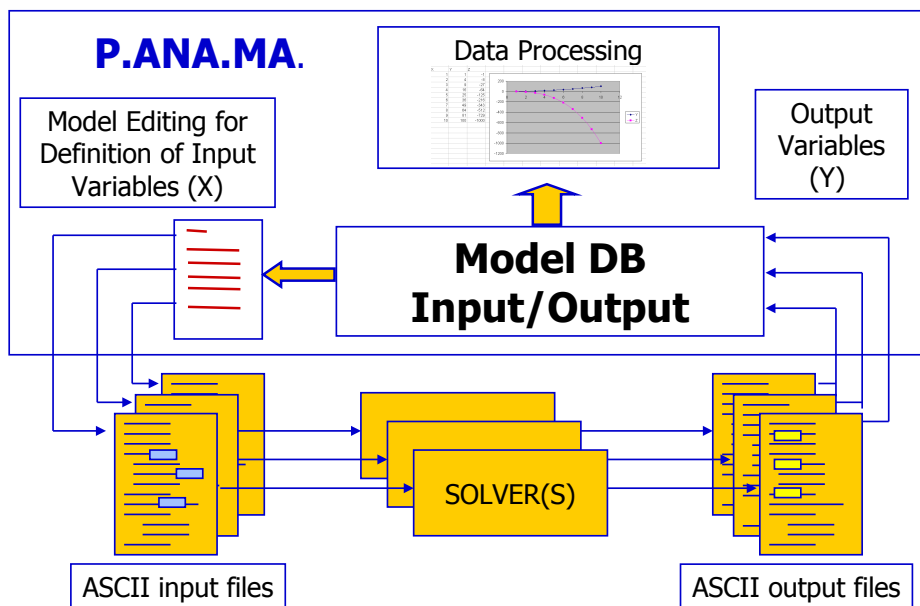 P.ANA.MA.
Data Processing
Model Editing for
Definition of Input
Variables (X)
Output
Variables
(Y)
Model DB
Input/Output
SOLVER(S)
ASCII input files
ASCII output files